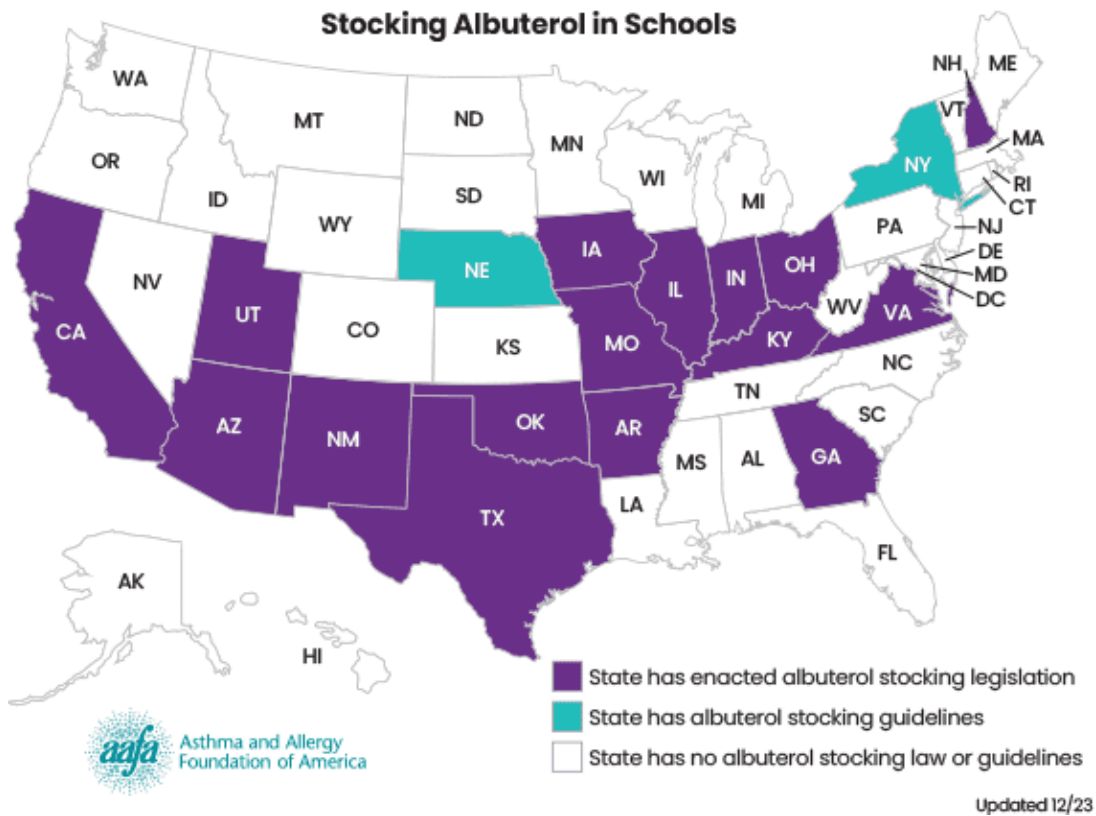 Stocking Albuterol in Schools
WA
MT
ND
MN
NH
ME
VT
MA
OR
ID
SD
WI
MI
NY
RI
CT
WY
PA
NJ
DE
MD
DC
NV
NE
IA
IL
IN
OH
WV
VA
CA
UT
CO
KS
MO
KY
NC
TN
AZ
NM
OK
AR
SC
MS
AL
GA
TX
LA
FL
AK
HI
State has enacted albuterol stocking legislation
State has albuterol stocking guidelines
State has no albuterol stocking law or guidelines
aafa
Asthma and Allergy
Foundation of America
Updated 12/23